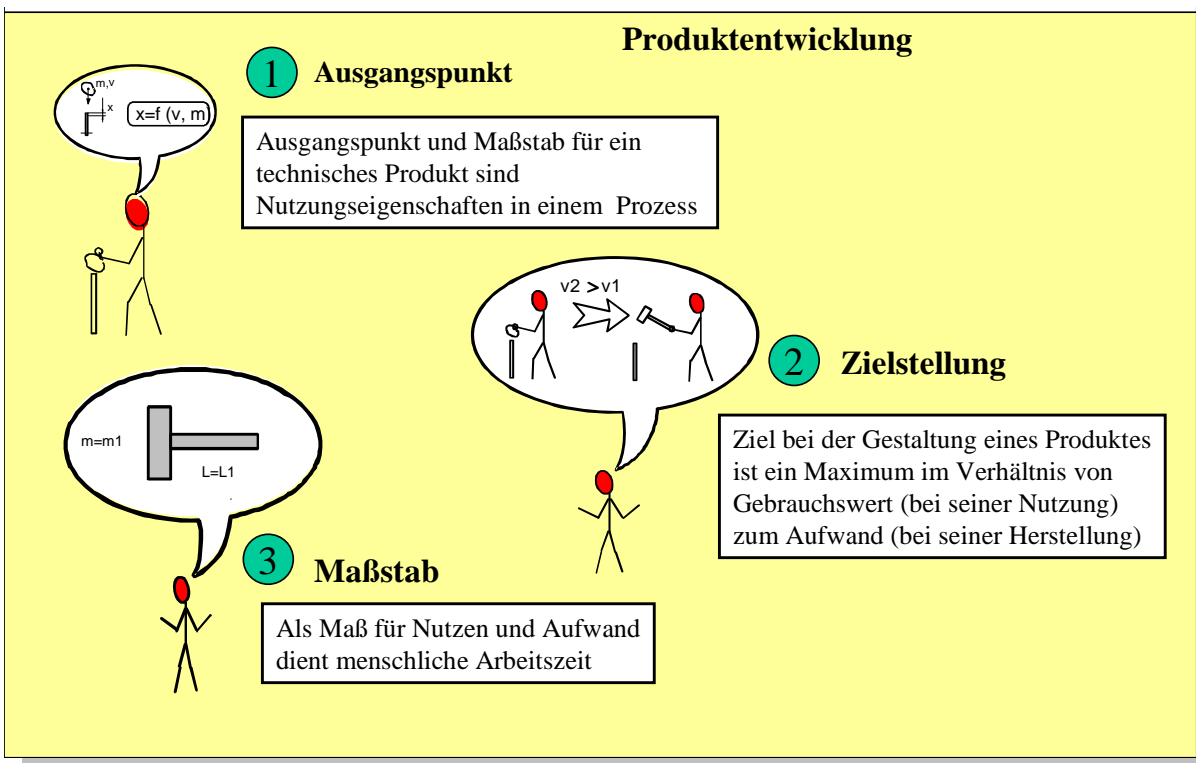 Produktentwicklung
1 Ausgangspunkt
m,v
x
x=f (v, m)
Ausgangspunkt und Maßstab für ein
technisches Produkt sind
Nutzungseigenschaften in einem Prozess
v2 >v1
2 Zielstellung
Ziel bei der Gestaltung eines Produktes
ist ein Maximum im Verhältnis von
Gebrauchswert (bei seiner Nutzung)
zum Aufwand (bei seiner Herstellung)
m=m1
L=L1
3 Maßstab
Als Maß für Nutzen und Aufwand
dient menschliche Arbeitszeit